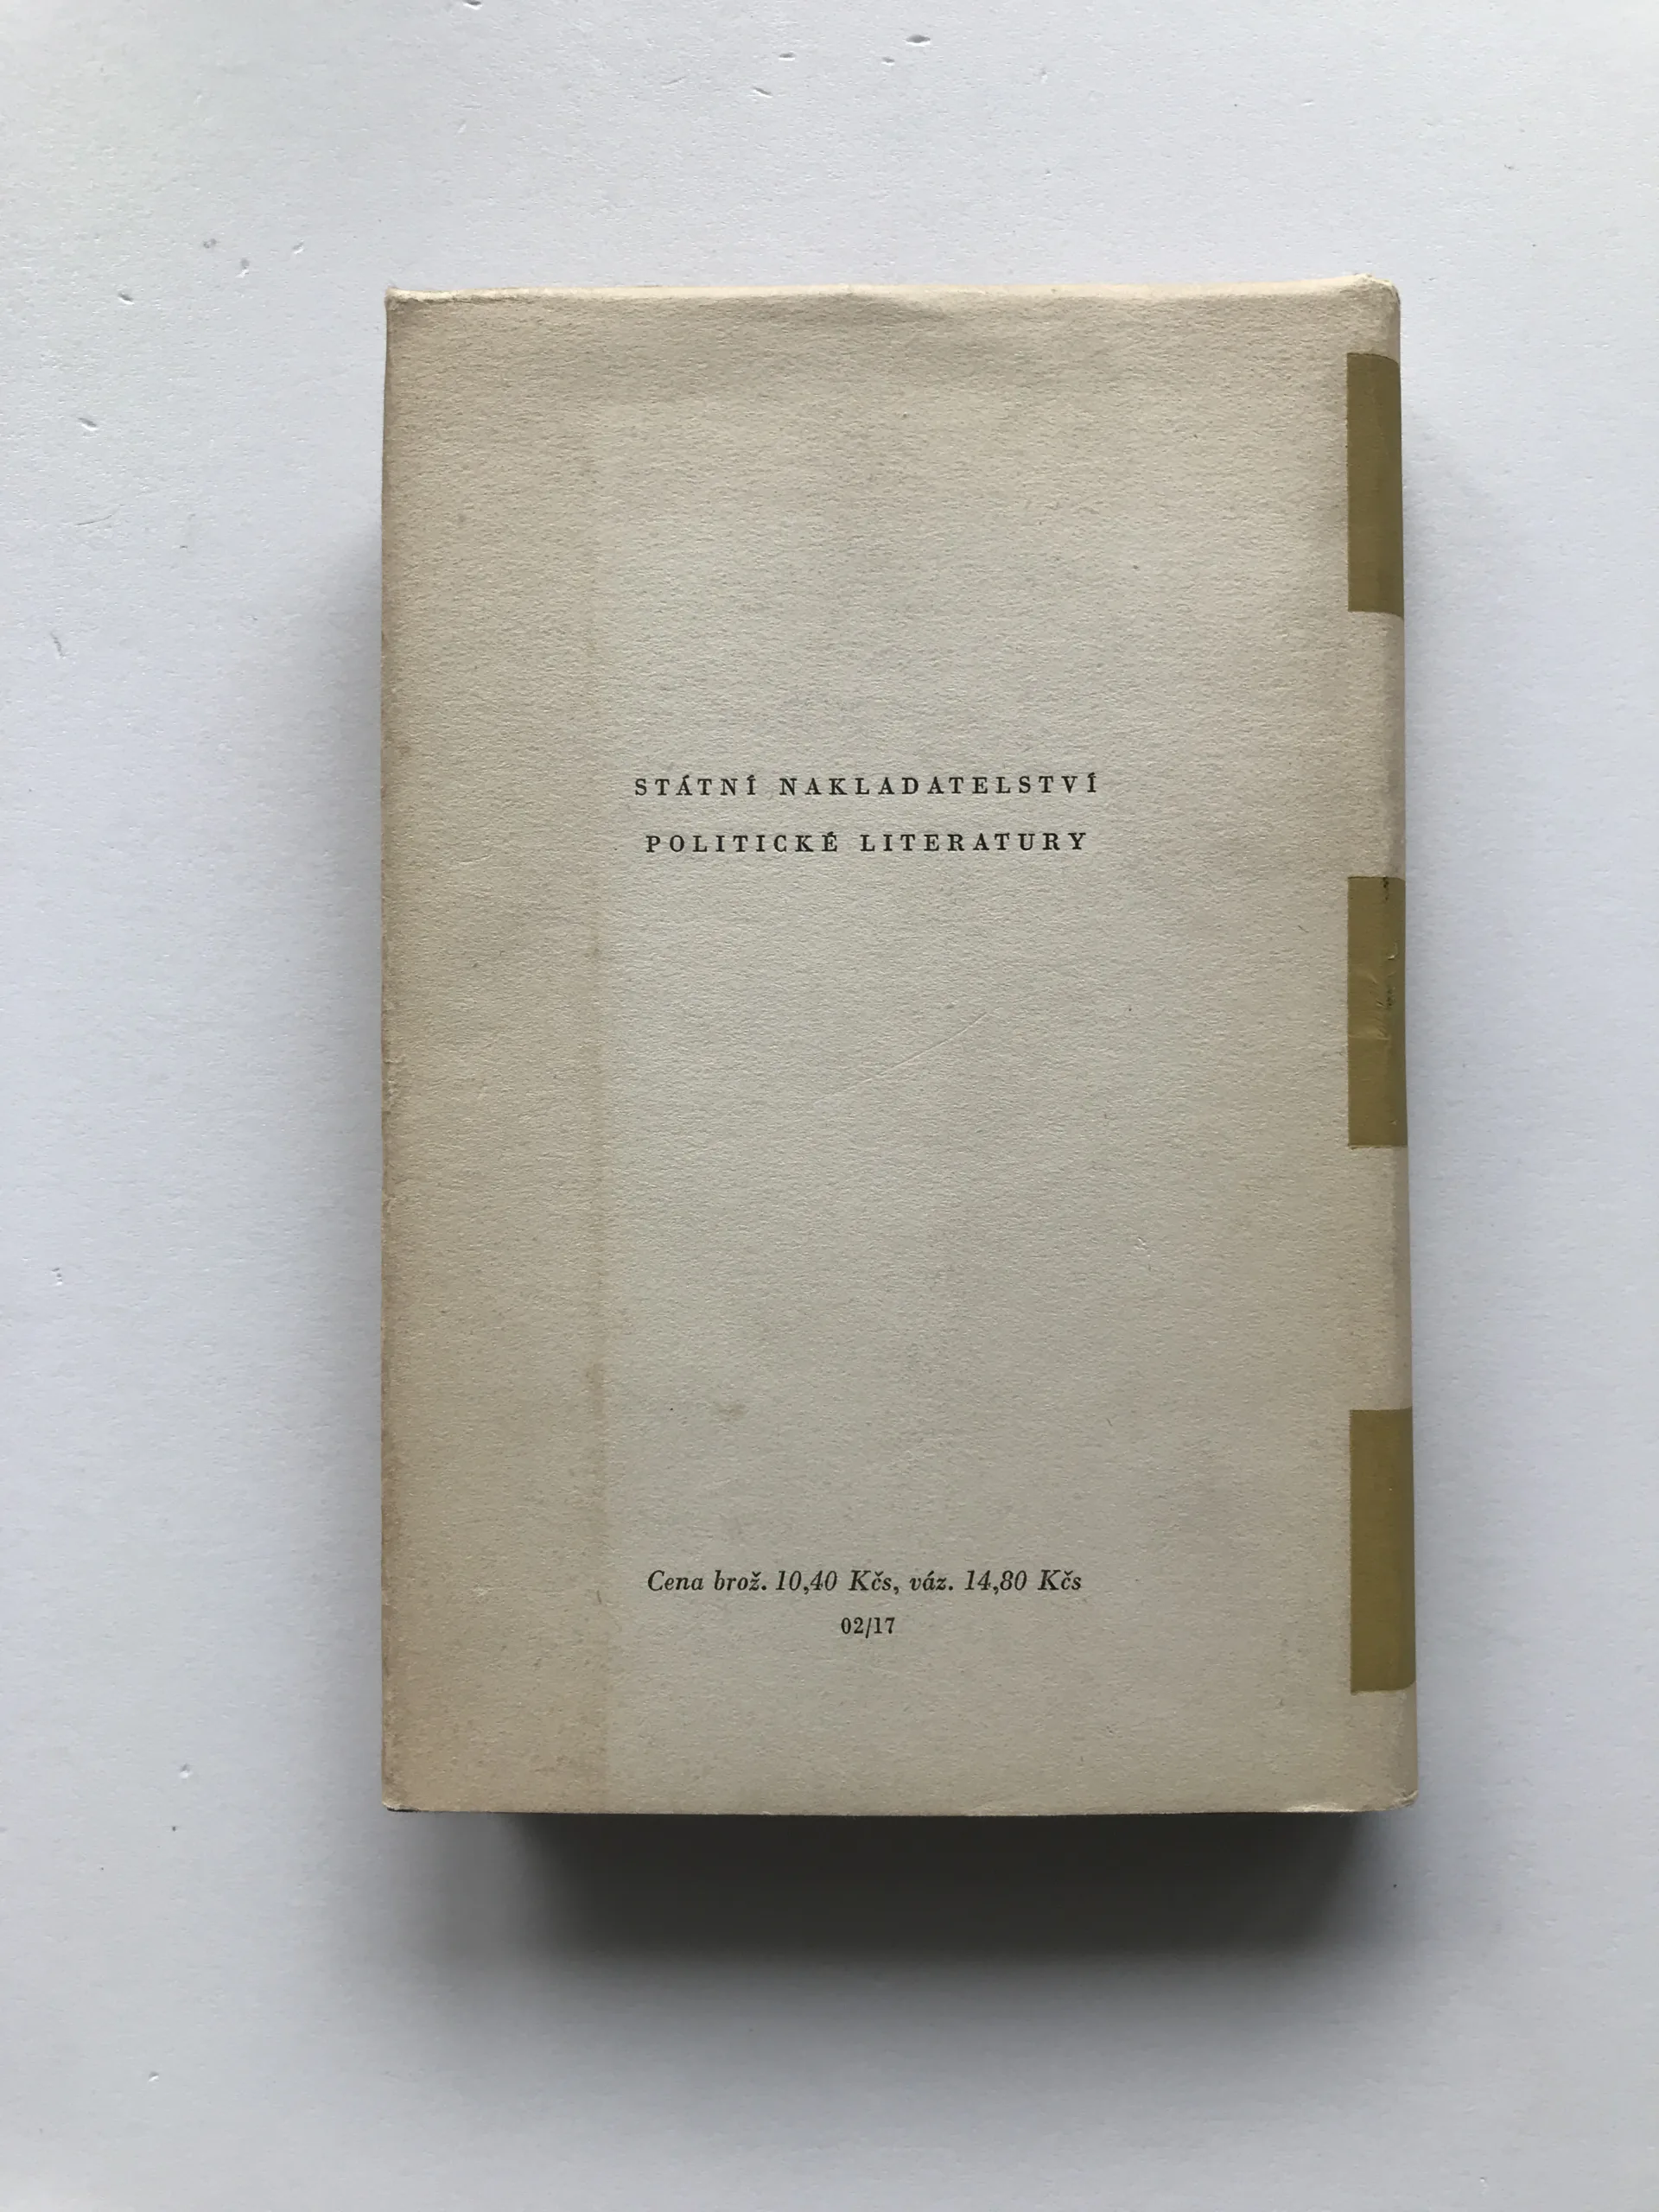 STÁTNÍ NAKLADATELSTVÍ
POLITICKÉ LITERATURY
Cena brož. 10,40 Kčs, váz. 14,80 Kčs
02/17